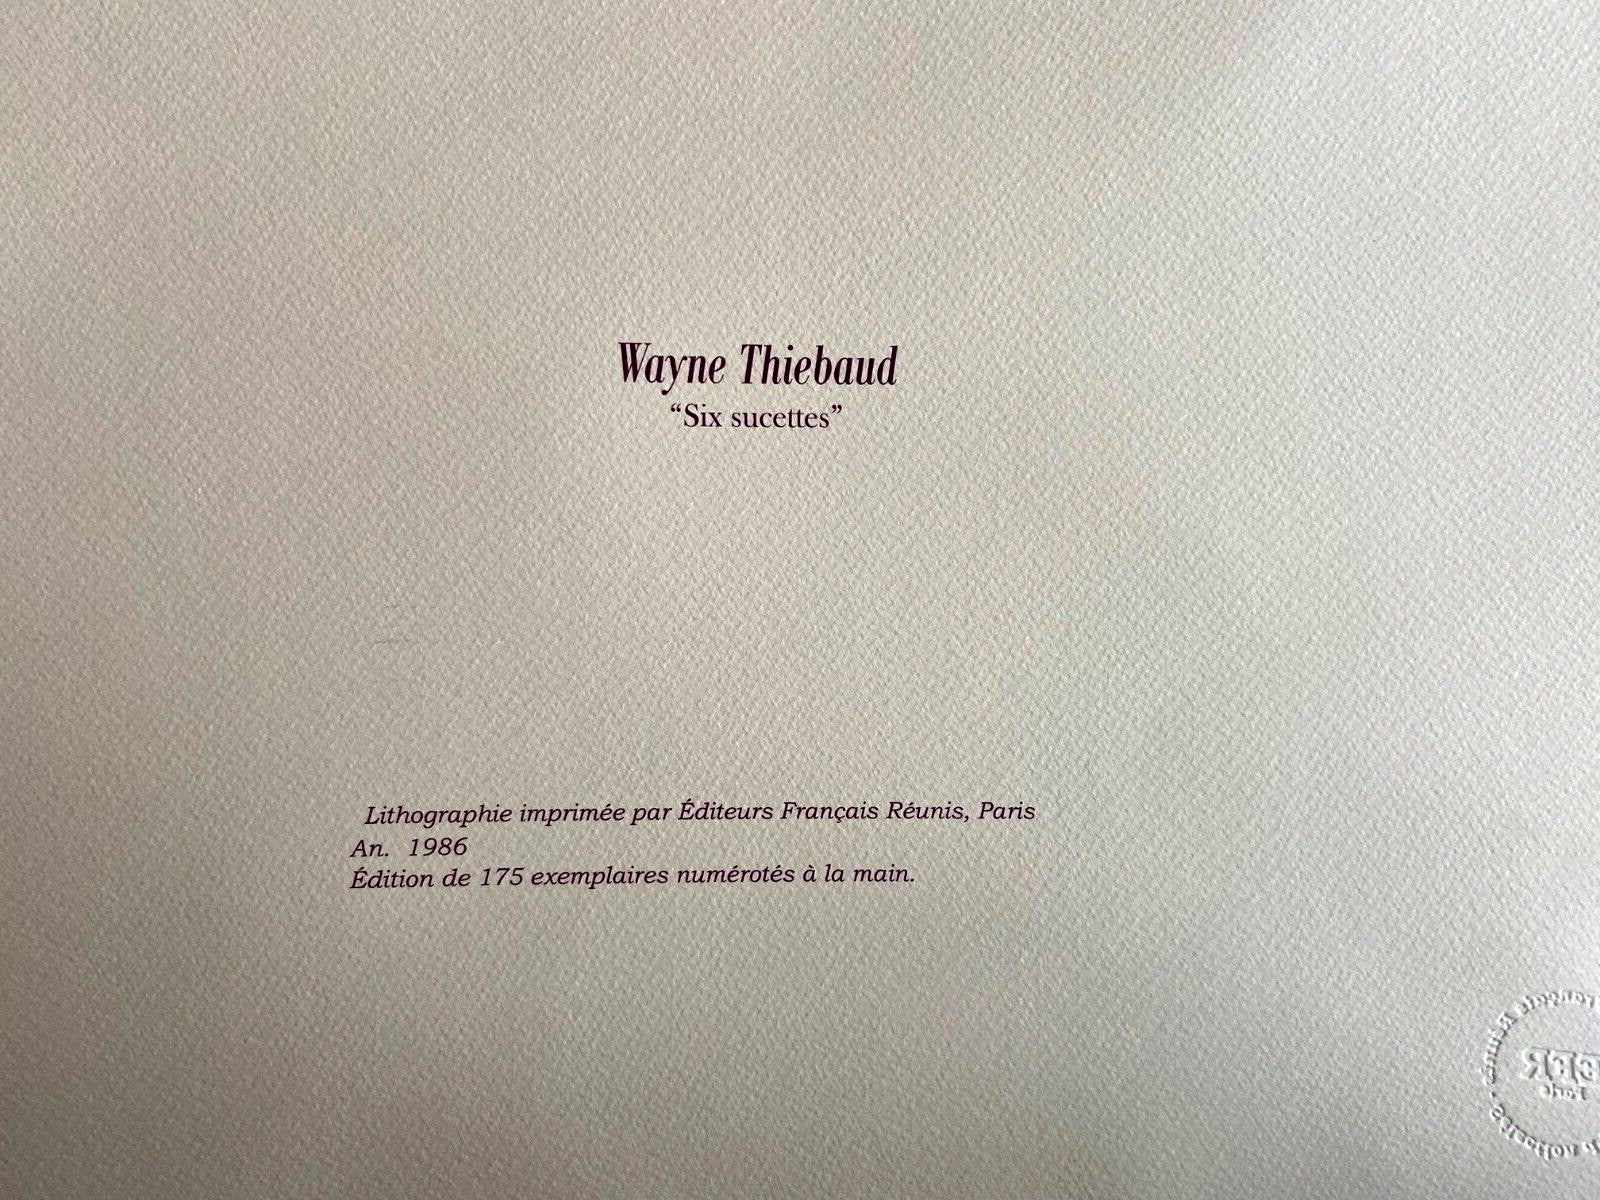 Wayne Thiebaud
“Six sucettes”
Lithographie imprimée par Éditeurs Français Réunis, Paris
An. 1986
Édition de 175 exemplaires numérotés à la main.
Paris